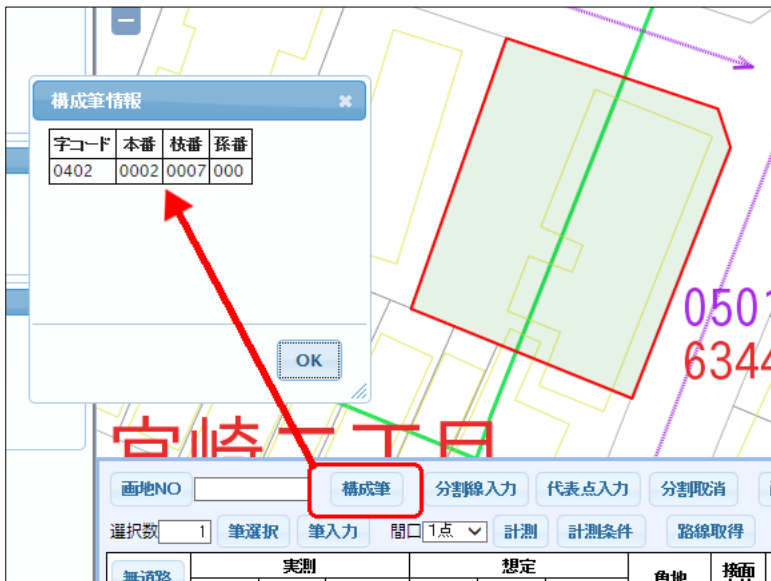 構成筆情報
字コード 本番 枝番 孫番
0402 0002 0007 000
OK
0501
6344
画地NO 構成筆 分割線入力 代表点入力 分割取消
選択数 1 筆選択 筆入力 間口 1点 計測 計測条件 路線取得
無道路 実測 想定 角地 接面